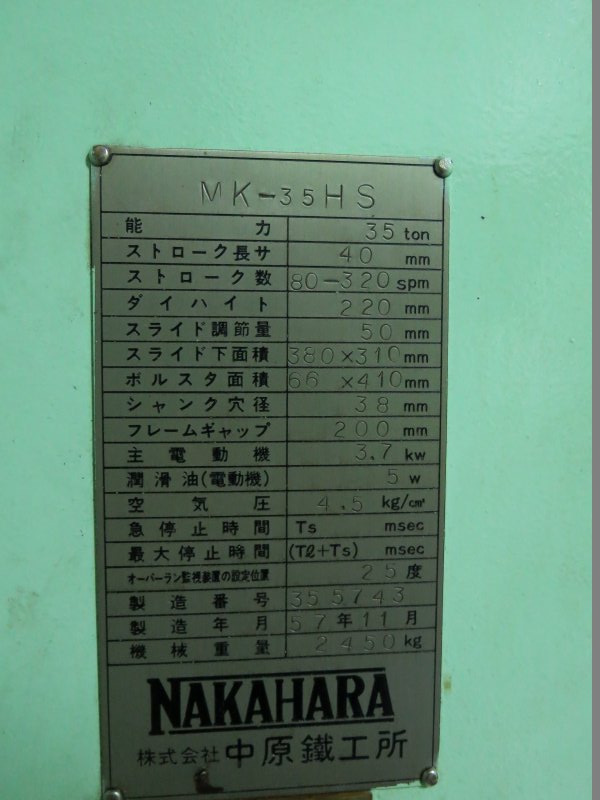 MK-35HS
能力 35 ton
ストローク長サ 40 mm
ストローク数 80-320 spm
ダイハイト 220 mm
スライド調節量 50 mm
スライド下面積 380×310 mm
ボルスタ面積 66 ×410 mm
シャンク穴径 38 mm
フレームギャップ 200 mm
主電動機 3.7 kw
潤滑油(電動機) 5 w
空気圧 4.5 kg/cm²
急停止時間 Ts msec
最大停止時間 (Tℓ+Ts) msec
オーバーラン監視装置の設定位置 25 度
製造番号 355743
製造年月 57年11月
機械重量 2450 kg
NAKAHARA
株式会社 中原鐵工所